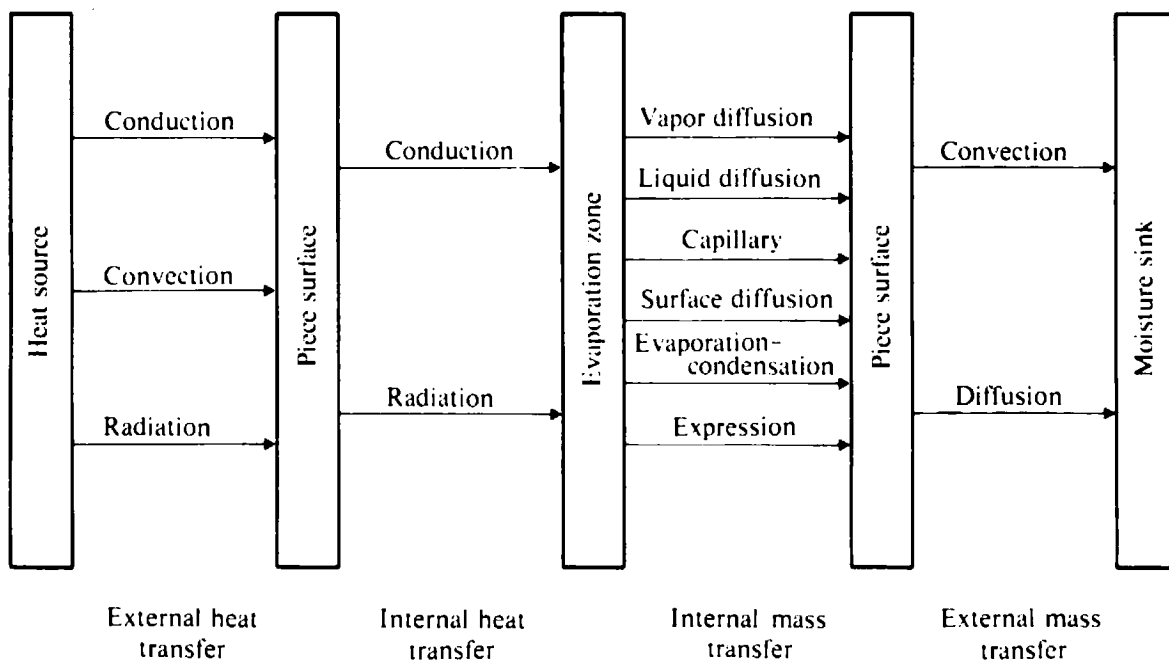 Heat source
Conduction
Convection
Radiation
Piece surface
Conduction
Radiation
Evaporation zone
Vapor diffusion
Liquid diffusion
Capillary
Surface diffusion
Evaporation-
condensation
Expression
Piece surface
Convection
Diffusion
Moisture sink
External heat
transfer
Internal heat
transfer
Internal mass
transfer
External mass
transfer